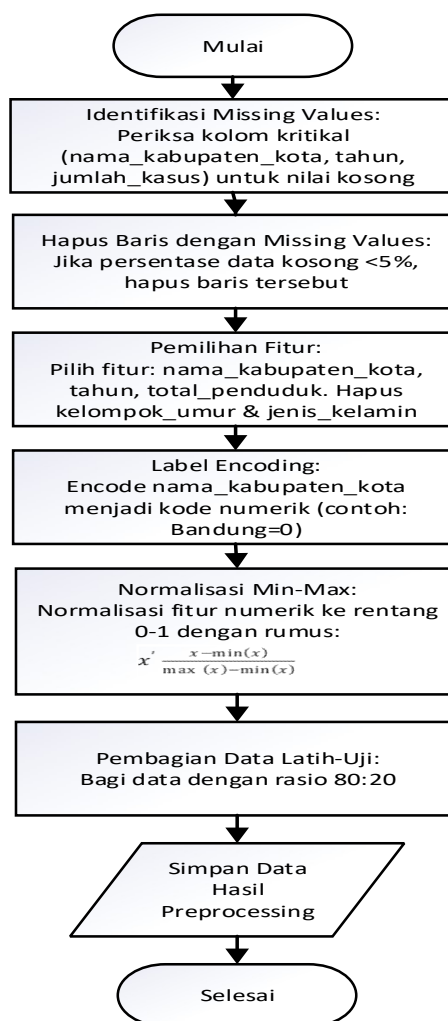 Mulai
Identifikasi Missing Values:
Periksa kolom kritikal
(nama_kabupaten_kota, tahun,
jumlah_kasus) untuk nilai kosong
Hapus Baris dengan Missing Values:
Jika persentase data kosong <5%,
hapus baris tersebut
Pemilihan Fitur:
Pilih fitur: nama_kabupaten_kota,
tahun, total_penduduk. Hapus
kelompok_umur & jenis_kelamin
Label Encoding:
Encode nama_kabupaten_kota
menjadi kode numerik (contoh:
Bandung=0)
Normalisasi Min-Max:
Normalisasi fitur numerik ke rentang
0-1 dengan rumus:
x' x−min(x)
max (x)−min(x)
Pembagian Data Latih-Uji:
Bagi data dengan rasio 80:20
Simpan Data
Hasil
Preprocessing
Selesai